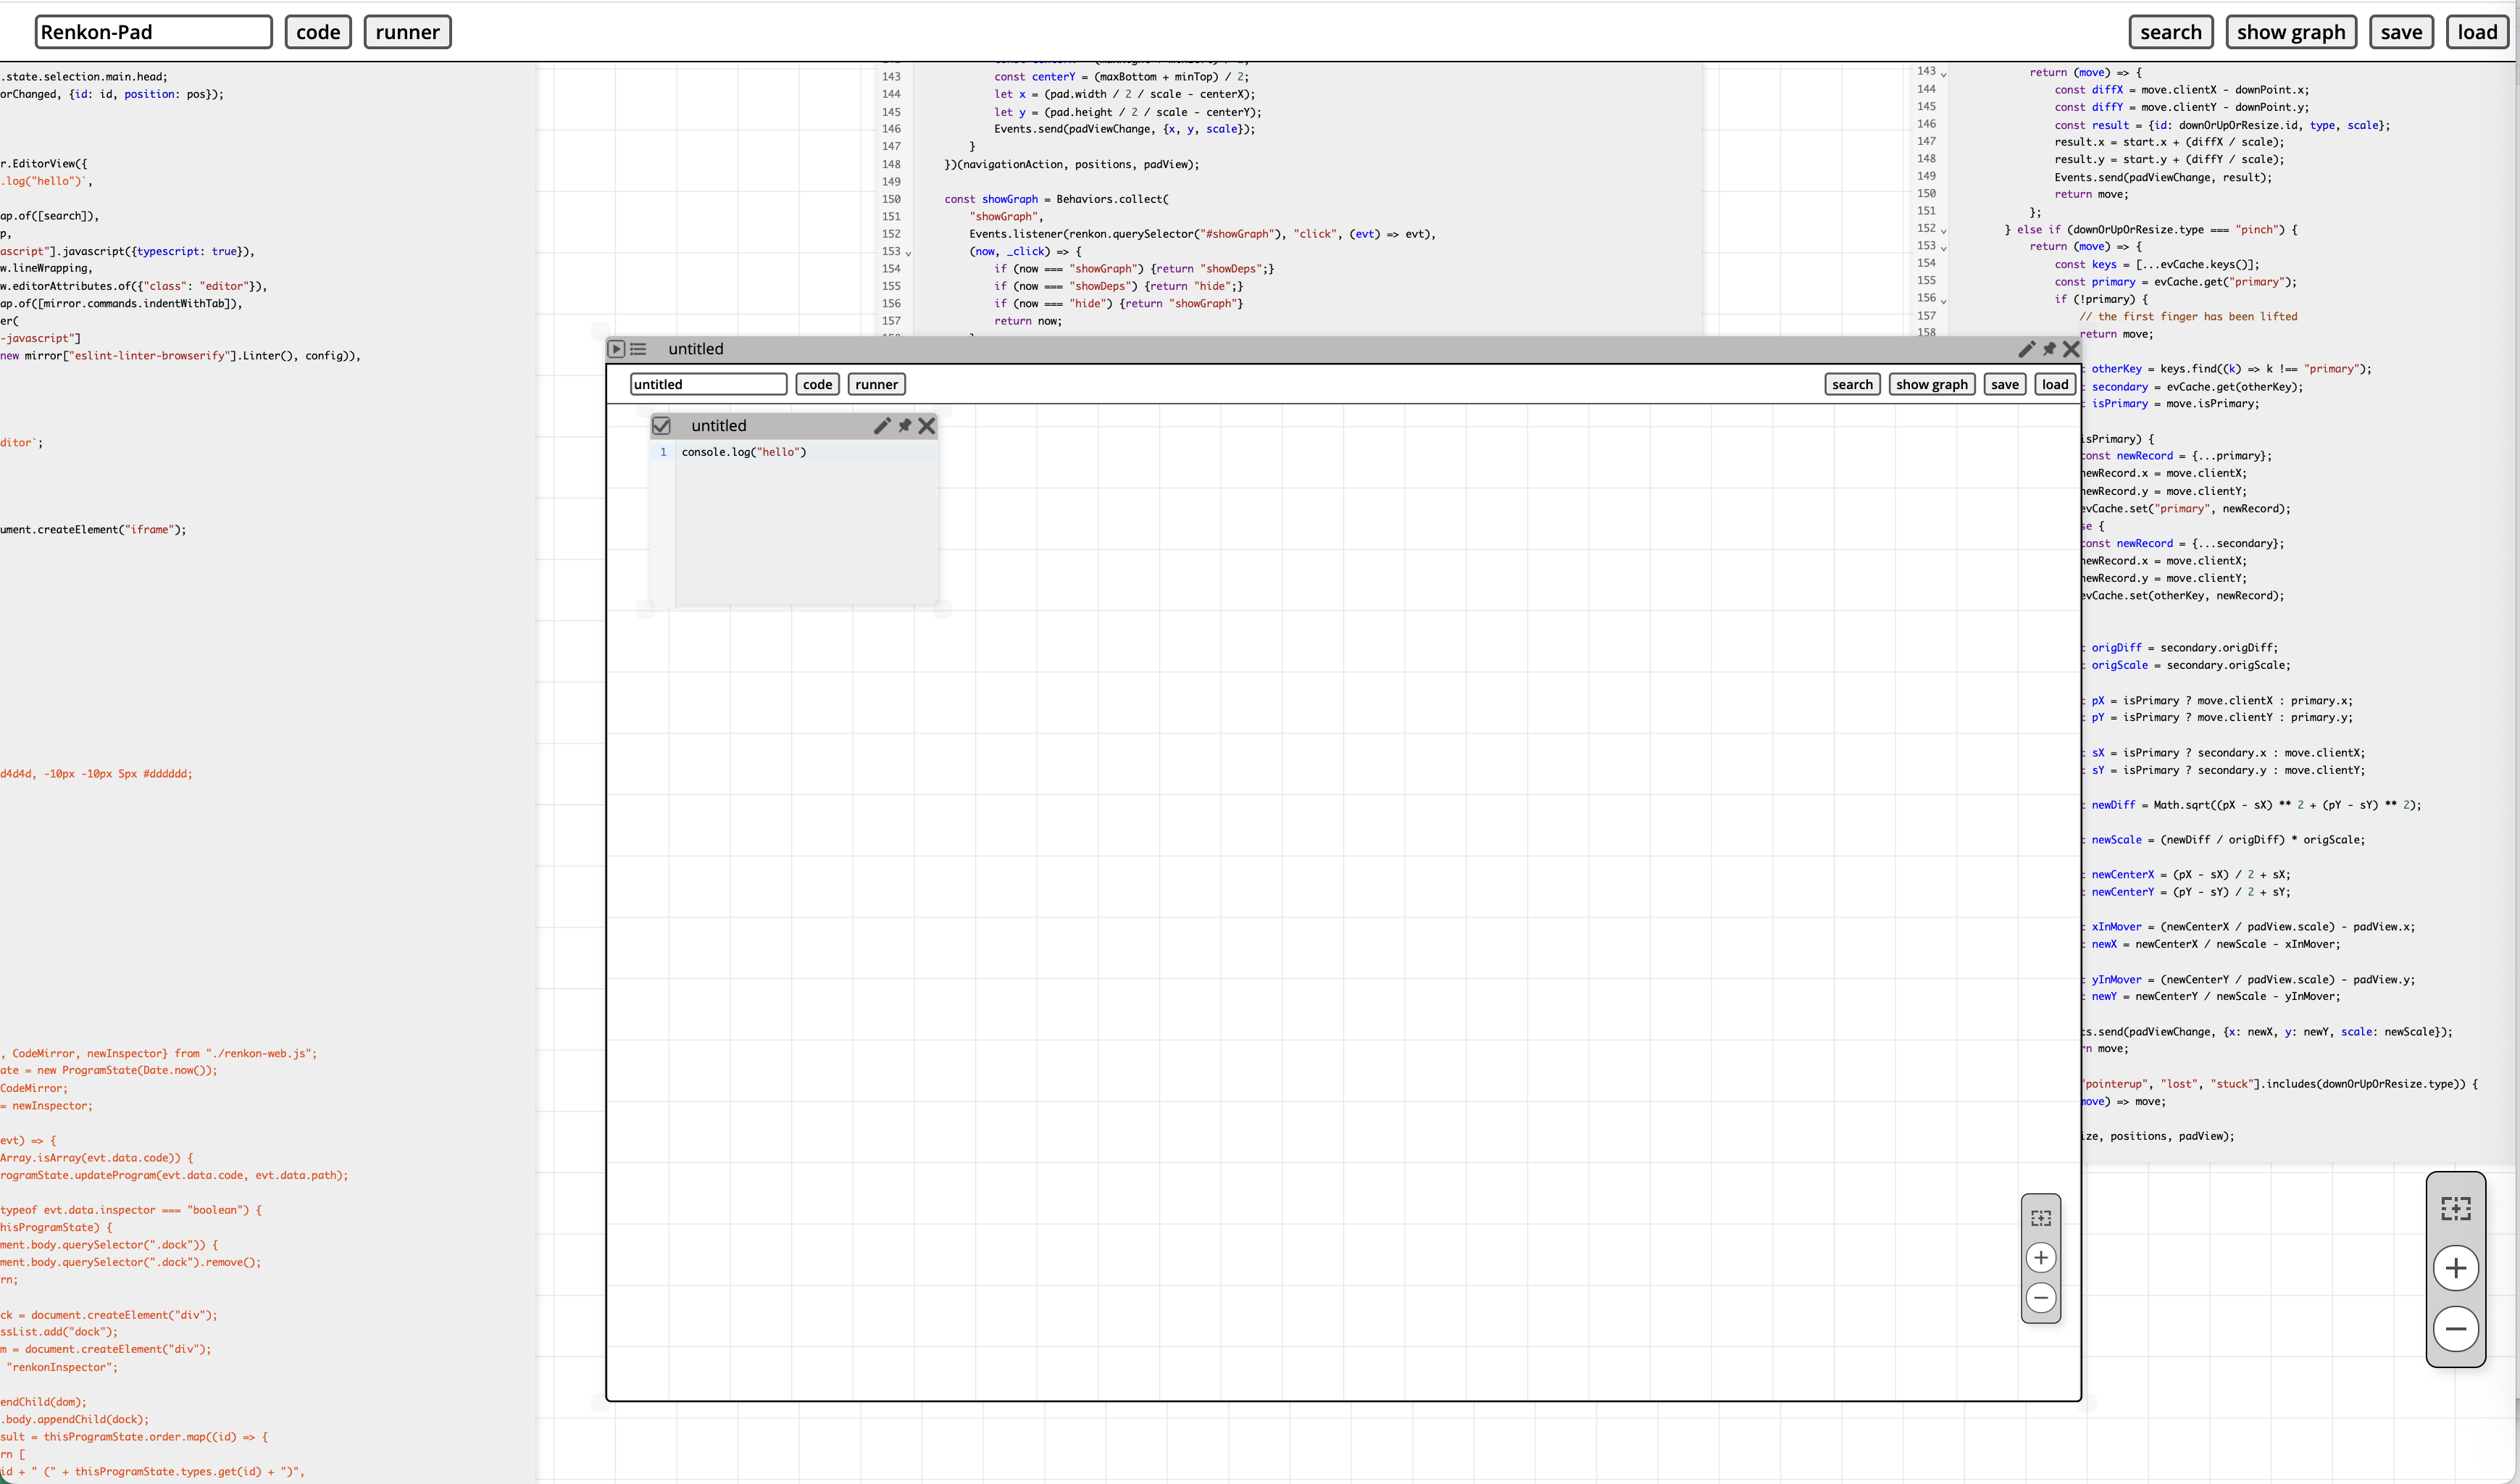 Renkon-Pad code runner search show graph save load
.state.selection.main.head;
orChanged, {id: id, position: pos});
r.EditorView({
.log("hello")`,
ap.of([search]),
p,
ascript"].javascript({typescript: true}),
w.lineWrapping,
w.editorAttributes.of({"class": "editor"}),
ap.of([mirror.commands.indentWithTab]),
er(
-javascript"]
new mirror["eslint-linter-browserify"].Linter(), config)),
ditor`;
ument.createElement("iframe");
d4d4d, -10px -10px 5px #dddddd;
, CodeMirror, newInspector} from "./renkon-web.js";
ate = new ProgramState(Date.now());
CodeMirror;
= newInspector;
evt) => {
Array.isArray(evt.data.code)) {
rogramState.updateProgram(evt.data.code, evt.data.path);
typeof evt.data.inspector === "boolean") {
hisProgramState) {
ment.body.querySelector(".dock")) {
ment.body.querySelector(".dock").remove();
rn;
ck = document.createElement("div");
ssList.add("dock");
m = document.createElement("div");
"renkonInspector";
endChild(dom);
.body.appendChild(dock);
sult = thisProgramState.order.map((id) => {
rn [
id + " (" + thisProgramState.types.get(id) + ")",
143 const centerY = (maxBottom + minTop) / 2;
144 let x = (pad.width / 2 / scale - centerX);
145 let y = (pad.height / 2 / scale - centerY);
146 Events.send(padViewChange, {x, y, scale});
147 }
148 })(navigationAction, positions, padView);
149
150 const showGraph = Behaviors.collect(
151 "showGraph",
152 Events.listener(renkon.querySelector("#showGraph"), "click", (evt) => evt),
153 (now, _click) => {
154 if (now === "showGraph") {return "showDeps";}
155 if (now === "showDeps") {return "hide";}
156 if (now === "hide") {return "showGraph"}
157 return now;
untitled
untitled code runner search show graph save load
untitled
1 console.log("hello")
143 return (move) => {
144 const diffX = move.clientX - downPoint.x;
145 const diffY = move.clientY - downPoint.y;
146 const result = {id: downOrUpOrResize.id, type, scale};
147 result.x = start.x + (diffX / scale);
148 result.y = start.y + (diffY / scale);
149 Events.send(padViewChange, result);
150 return move;
151 };
152 } else if (downOrUpOrResize.type === "pinch") {
153 return (move) => {
154 const keys = [...evCache.keys()];
155 const primary = evCache.get("primary");
156 if (!primary) {
157 // the first finger has been lifted
158 return move;
t otherKey = keys.find((k) => k !== "primary");
t secondary = evCache.get(otherKey);
t isPrimary = move.isPrimary;
isPrimary) {
const newRecord = {...primary};
newRecord.x = move.clientX;
newRecord.y = move.clientY;
evCache.set("primary", newRecord);
se {
const newRecord = {...secondary};
newRecord.x = move.clientX;
newRecord.y = move.clientY;
evCache.set(otherKey, newRecord);
t origDiff = secondary.origDiff;
t origScale = secondary.origScale;
t pX = isPrimary ? move.clientX : primary.x;
t pY = isPrimary ? move.clientY : primary.y;
t sX = isPrimary ? secondary.x : move.clientX;
t sY = isPrimary ? secondary.y : move.clientY;
t newDiff = Math.sqrt((pX - sX) ** 2 + (pY - sY) ** 2);
t newScale = (newDiff / origDiff) * origScale;
t newCenterX = (pX - sX) / 2 + sX;
t newCenterY = (pY - sY) / 2 + sY;
t xInMover = (newCenterX / padView.scale) - padView.x;
t newX = newCenterX / newScale - xInMover;
t yInMover = (newCenterY / padView.scale) - padView.y;
t newY = newCenterY / newScale - yInMover;
ts.send(padViewChange, {x: newX, y: newY, scale: newScale});
rn move;
"pointerup", "lost", "stuck"].includes(downOrUpOrResize.type)) {
move) => move;
ize, positions, padView);